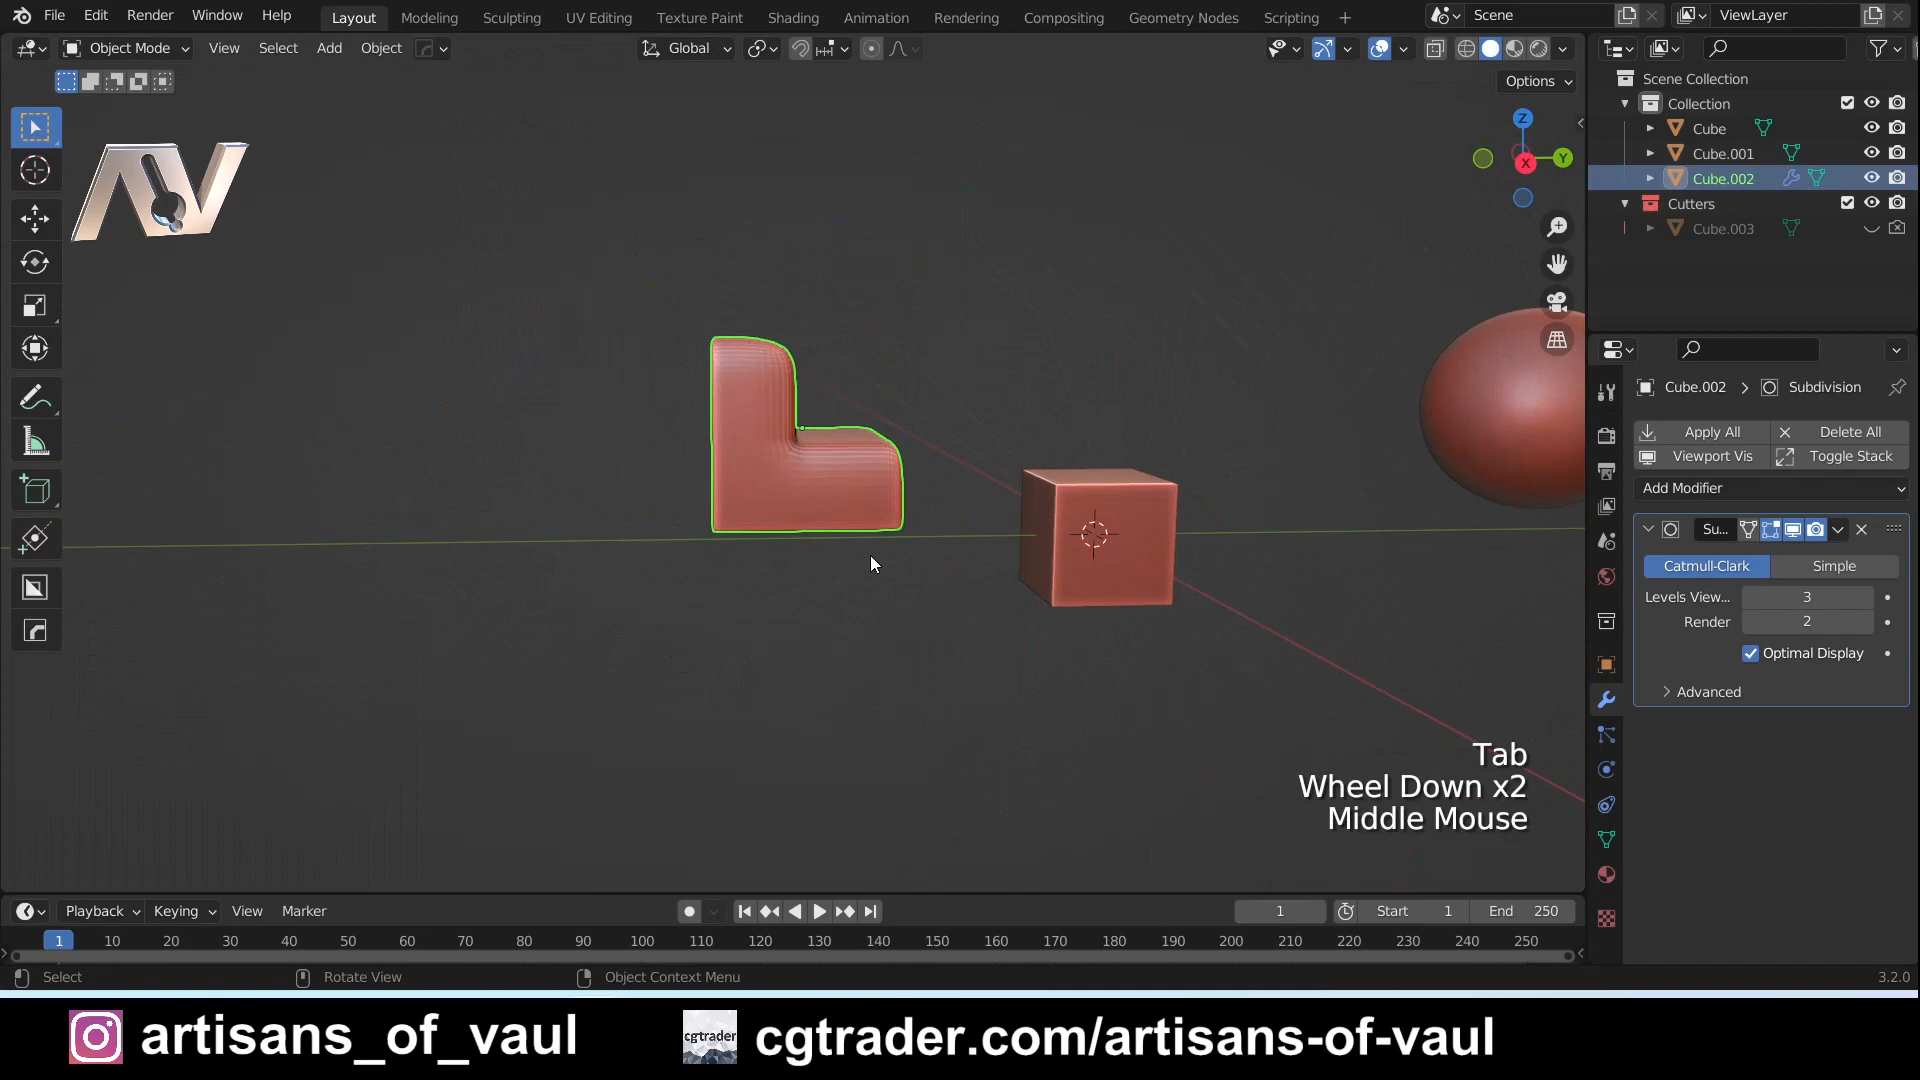 File Edit Render Window Help Layout Modeling Sculpting UV Editing Texture Paint Shading Animation Rendering Compositing Geometry Nodes Scripting + Scene ViewLayer
Object Mode View Select Add Object Global
Options
Scene Collection
Collection
Cube
Cube.001
Cube.002
Cutters
Cube.003
Z
Y
X
AV
Cube.002 > Subdivision
Apply All Delete All
Viewport Vis Toggle Stack
Add Modifier
Su...
Catmull-Clark Simple
Levels View... 3
Render 2
Optimal Display
Advanced
Tab
Wheel Down x2
Middle Mouse
Playback Keying View Marker 1 Start 1 End 250
1 10 20 30 40 50 60 70 80 90 100 110 120 130 140 150 160 170 180 190 200 210 220 230 240 250
Select Rotate View Object Context Menu 3.2.0
artisans_of_vaul cgtrader cgtrader.com/artisans-of-vaul